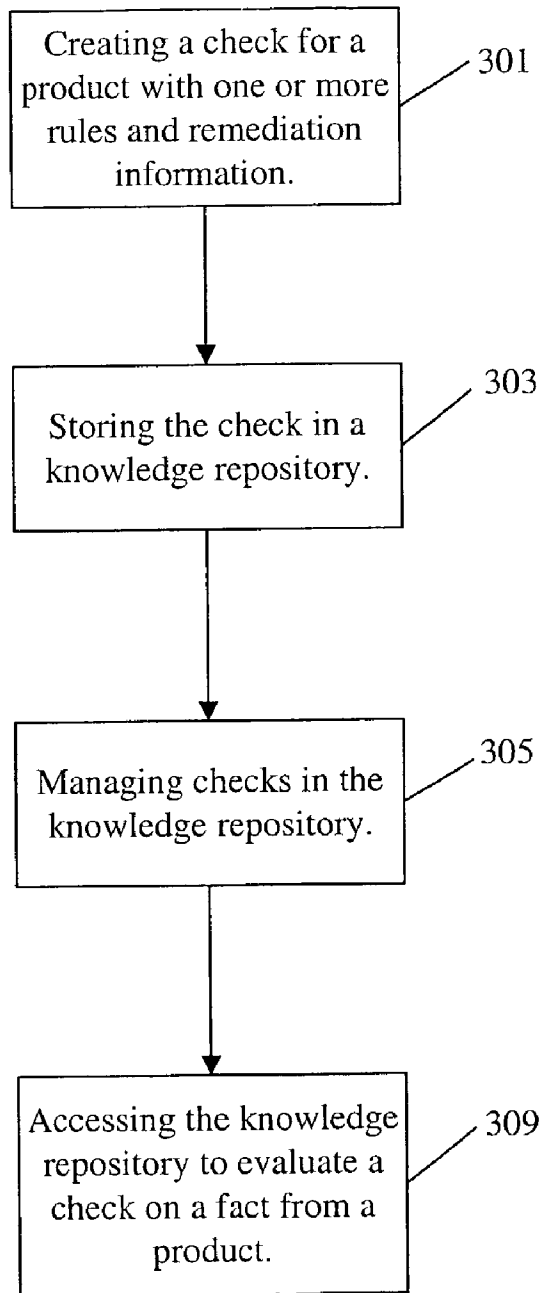 Creating a check for a
product with one or more
rules and remediation
information.
301
Storing the check in a
knowledge repository.
303
Managing checks in the
knowledge repository.
305
Accessing the knowledge
repository to evaluate a
check on a fact from a
product.
309